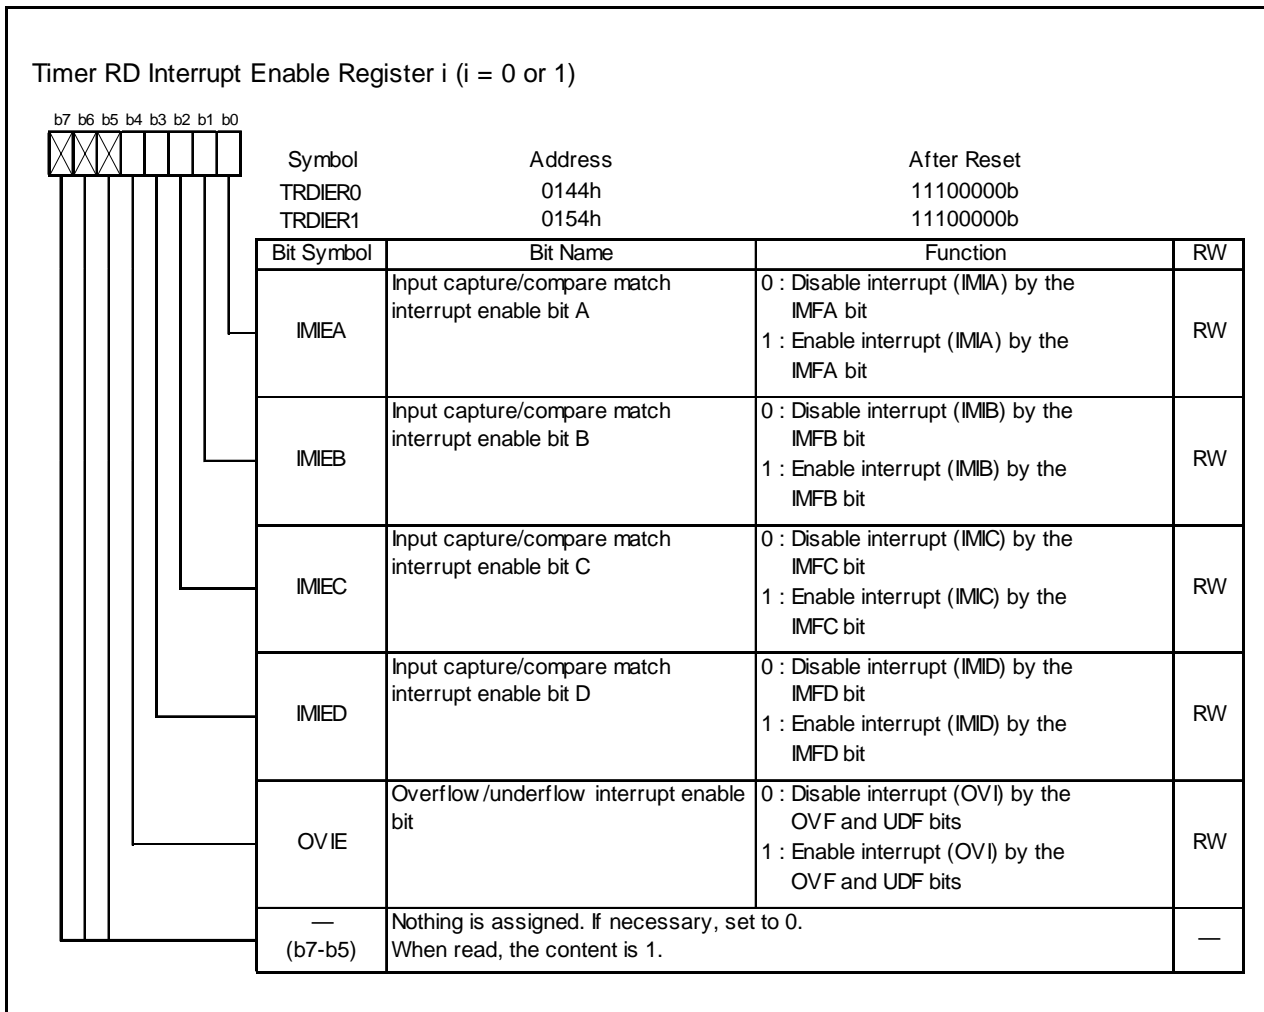 Timer RD Interrupt Enable Register i (i = 0 or 1)
b7 b6 b5 b4 b3 b2 b1 b0
Symbol Address After Reset
TRDIER0 0144h 11100000b
TRDIER1 0154h 11100000b
Bit Symbol Bit Name Function RW
IMIEA
Input capture/compare match
interrupt enable bit A
0 : Disable interrupt (IMIA) by the
IMFA bit
1 : Enable interrupt (IMIA) by the
IMFA bit
RW
IMIEB
Input capture/compare match
interrupt enable bit B
0 : Disable interrupt (IMIB) by the
IMFB bit
1 : Enable interrupt (IMIB) by the
IMFB bit
RW
IMIEC
Input capture/compare match
interrupt enable bit C
0 : Disable interrupt (IMIC) by the
IMFC bit
1 : Enable interrupt (IMIC) by the
IMFC bit
RW
IMIED
Input capture/compare match
interrupt enable bit D
0 : Disable interrupt (IMID) by the
IMFD bit
1 : Enable interrupt (IMID) by the
IMFD bit
RW
OVIE
Overflow/underflow interrupt enable
bit
0 : Disable interrupt (OVI) by the
OVF and UDF bits
1 : Enable interrupt (OVI) by the
OVF and UDF bits
RW
—
(b7-b5)
Nothing is assigned. If necessary, set to 0.
When read, the content is 1.
—